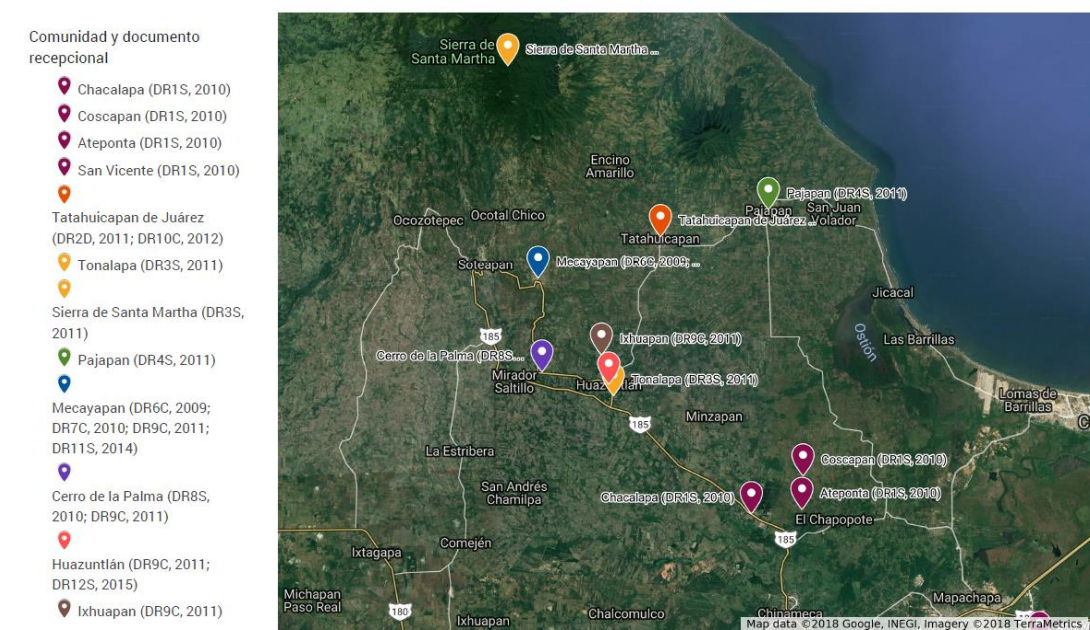 Comunidad y documento
recepcional
Chacalapa (DR1S, 2010)
Coscapan (DR1S, 2010)
Ateponta (DR1S, 2010)
San Vicente (DR1S, 2010)
Tatahuicapan de Juárez
(DR2D, 2011; DR10C, 2012)
Tonalapa (DR3S, 2011)
Sierra de Santa Martha (DR3S,
2011)
Pajapan (DR4S, 2011)
Mecayapan (DR6C, 2009;
DR7C, 2010; DR9C, 2011;
DR11S, 2014)
Cerro de la Palma (DR8S,
2010; DR9C, 2011)
Huazuntlán (DR9C, 2011;
DR12S, 2015)
Ixhuapan (DR9C, 2011)
Sierra de
Santa Martha
Sierra de Santa Martha ...
Encino
Amarillo
Pajapan (DR4S, 2011)
Pajapan
San Juan
Volador
Ocozotepec
Ocotal Chico
Tatahuicapan de Juárez ...
Tatahuicapan
Soteapan
Mecayapan (DR6C, 2009; ...
Jicacal
185
Ixhuapan (DR9C, 2011)
Ostión
Las Barrillas
Cerro de la Palma (DR8S...
Mirador
Saltillo
Tonalapa (DR3S, 2011)
Lomas de
Barrillas
Minzapan
185
La Estribera
Coscapan (DR1S, 2010)
San Andrés
Chamilpa
Chacalapa (DR1S, 2010)
Ateponta (DR1S, 2010)
El Chapopote
185
Comején
Ixtagapa
Michapan
Paso Real
180
Ixhuapan
Chalcomulco
Chinameca
Mapachapa
Map data ©2018 Google, INEGI, Imagery ©2018 TerraMetrics